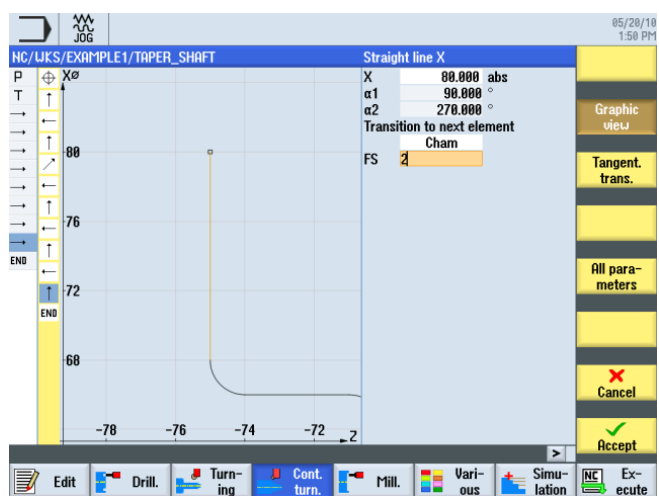 JOG
05/20/10
1:50 PM
NC/WKS/EXAMPLE1/TAPER_SHAFT
Straight line X
P
T
END
END
XØ
80
76
72
68
-78 -76 -74 -72 Z
X 80.000 abs
α1 90.000 °
α2 270.000 °
Transition to next element
Cham
FS 2
Graphic
view
Tangent.
trans.
All para-
meters
Cancel
Accept
>
Edit
Drill.
Turn-
ing
Cont.
turn.
Mill.
Vari-
ous
Simu-
lation
NC
Ex-
ecute